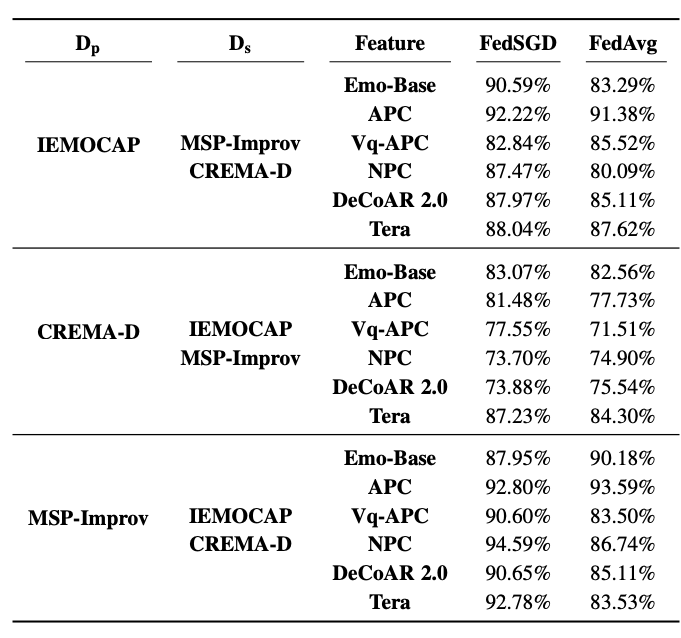 Dp Ds Feature FedSGD FedAvg
Emo-Base 90.59% 83.29%
APC 92.22% 91.38%
IEMOCAP MSP-Improv Vq-APC 82.84% 85.52%
CREMA-D NPC 87.47% 80.09%
DeCoAR 2.0 87.97% 85.11%
Tera 88.04% 87.62%
Emo-Base 83.07% 82.56%
APC 81.48% 77.73%
CREMA-D IEMOCAP Vq-APC 77.55% 71.51%
MSP-Improv NPC 73.70% 74.90%
DeCoAR 2.0 73.88% 75.54%
Tera 87.23% 84.30%
Emo-Base 87.95% 90.18%
APC 92.80% 93.59%
MSP-Improv IEMOCAP Vq-APC 90.60% 83.50%
CREMA-D NPC 94.59% 86.74%
DeCoAR 2.0 90.65% 85.11%
Tera 92.78% 83.53%